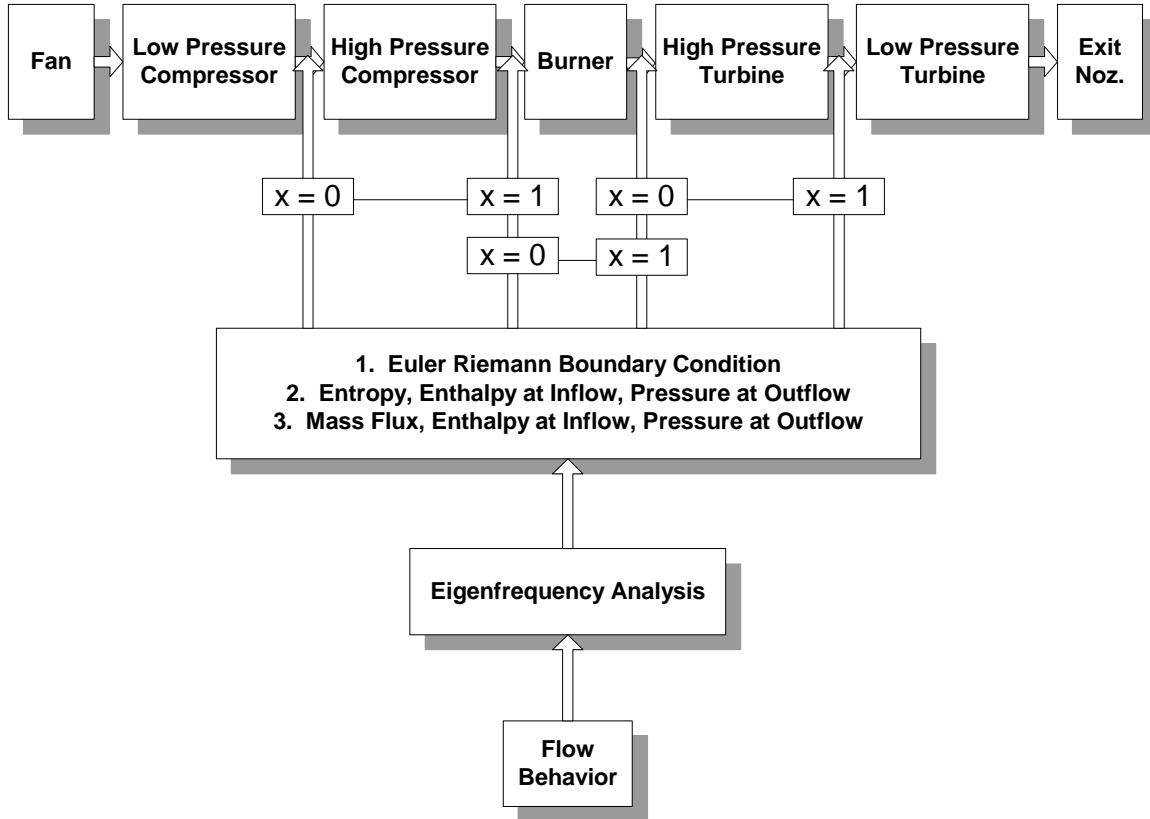 Fan
Low Pressure
Compressor
High Pressure
Compressor
Burner
High Pressure
Turbine
Low Pressure
Turbine
Exit
Noz.
x = 0
x = 1
x = 0
x = 1
x = 0
x = 1
1. Euler Riemann Boundary Condition
2. Entropy, Enthalpy at Inflow, Pressure at Outflow
3. Mass Flux, Enthalpy at Inflow, Pressure at Outflow
Eigenfrequency Analysis
Flow
Behavior